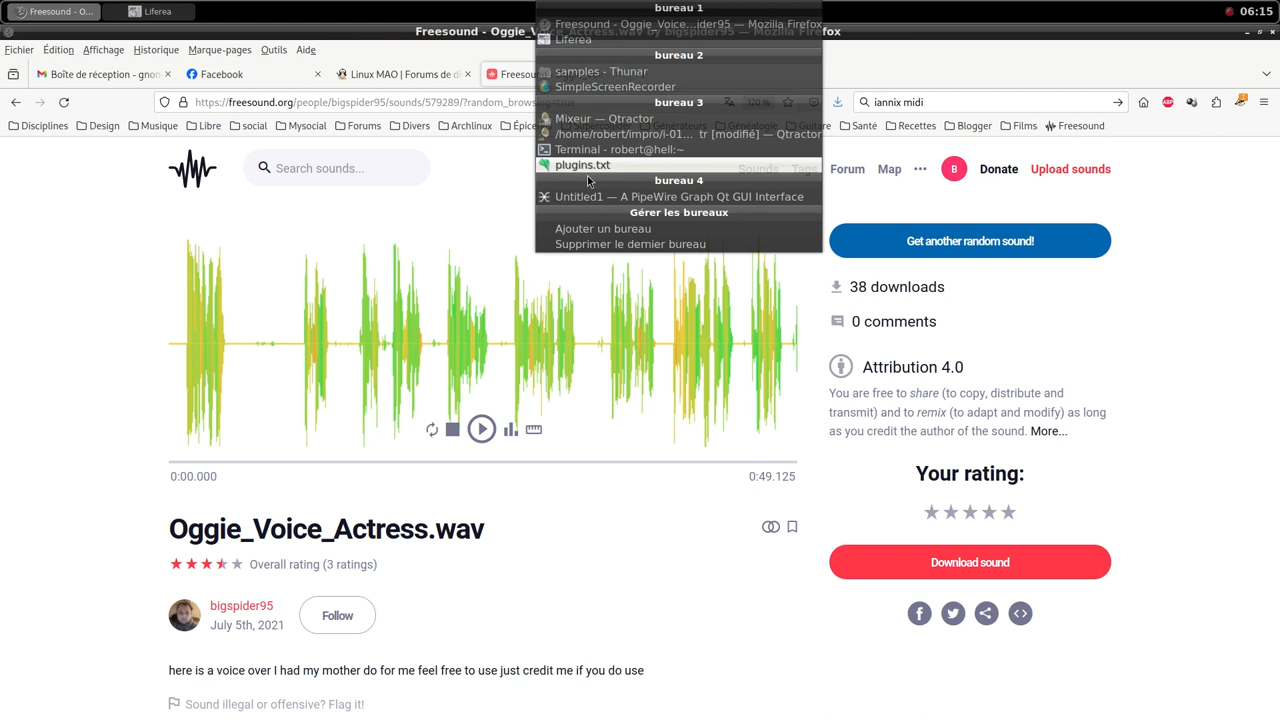 Freesound - O...
Liferea
06:15
Freesound - Oggie_Voice_Actress.wav by bigspider95 — Mozilla Firefox
Fichier Édition Affichage Historique Marque-pages Outils Aide
Boîte de réception - gnon
Facebook
Linux MAO | Forums de d
Freesou
https://freesound.org/people/bigspider95/sounds/579289/?random_browsing=true
120 %
iannix midi
Disciplines Design Musique Libre social Mysocial Forums Divers Archlinux Santé Recettes Blogger Films Freesound
bureau 1
Freesound - Oggie_Voice...ider95 — Mozilla Firefox
Liferea
bureau 2
samples - Thunar
SimpleScreenRecorder
bureau 3
Mixeur — Qtractor
/home/robert/impro/i-01... tr [modifié] — Qtractor
Terminal - robert@hell:~
plugins.txt
bureau 4
Untitled1 — A PipeWire Graph Qt GUI Interface
Gérer les bureaux
Ajouter un bureau
Supprimer le dernier bureau
Search sounds...
Sounds Tags Forum Map B Donate Upload sounds
Get another random sound!
38 downloads
0 comments
Attribution 4.0
You are free to share (to copy, distribute and
transmit) and to remix (to adapt and modify) as long
as you credit the author of the sound. More...
0:00.000
0:49.125
Your rating:
Oggie_Voice_Actress.wav
Overall rating (3 ratings)
Download sound
bigspider95
July 5th, 2021
Follow
here is a voice over I had my mother do for me feel free to use just credit me if you do use
Sound illegal or offensive? Flag it!